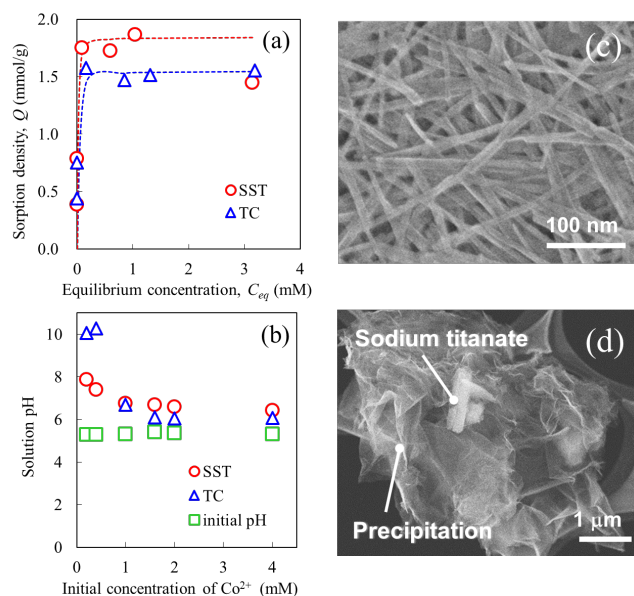 (a)
2.0
1.5
1.0
0.5
0.0
Sorption density, Q (mmol/g)
SST
TC
0 1 2 3 4
Equilibrium concentration, Ceq (mM)
(b)
10
8
6
4
2
0
Solution pH
SST
TC
initial pH
0 1 2 3 4
Initial concentration of Co²⁺ (mM)
(c)
100 nm
(d)
Sodium titanate
Precipitation
1 μm